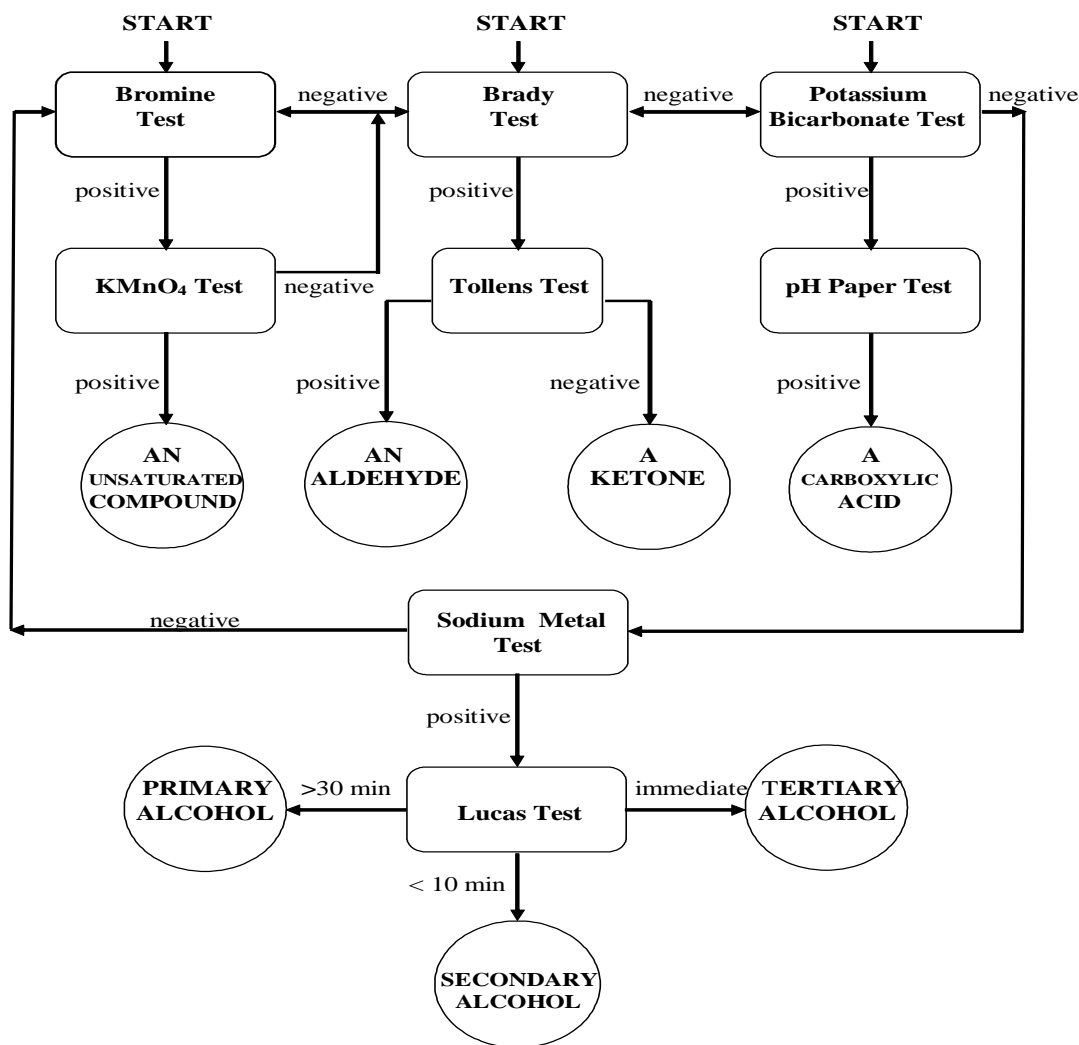 START
START
START
Bromine
Test
negative
Brady
Test
negative
Potassium
Bicarbonate Test
negative
positive
positive
positive
KMnO₄ Test
negative
Tollens Test
pH Paper Test
positive
positive
negative
positive
AN
UNSATURATED
COMPOUND
AN
ALDEHYDE
A
KETONE
A
CARBOXYLIC
ACID
negative
Sodium Metal
Test
positive
PRIMARY
ALCOHOL
>30 min
Lucas Test
immediate
TERTIARY
ALCOHOL
< 10 min
SECONDARY
ALCOHOL